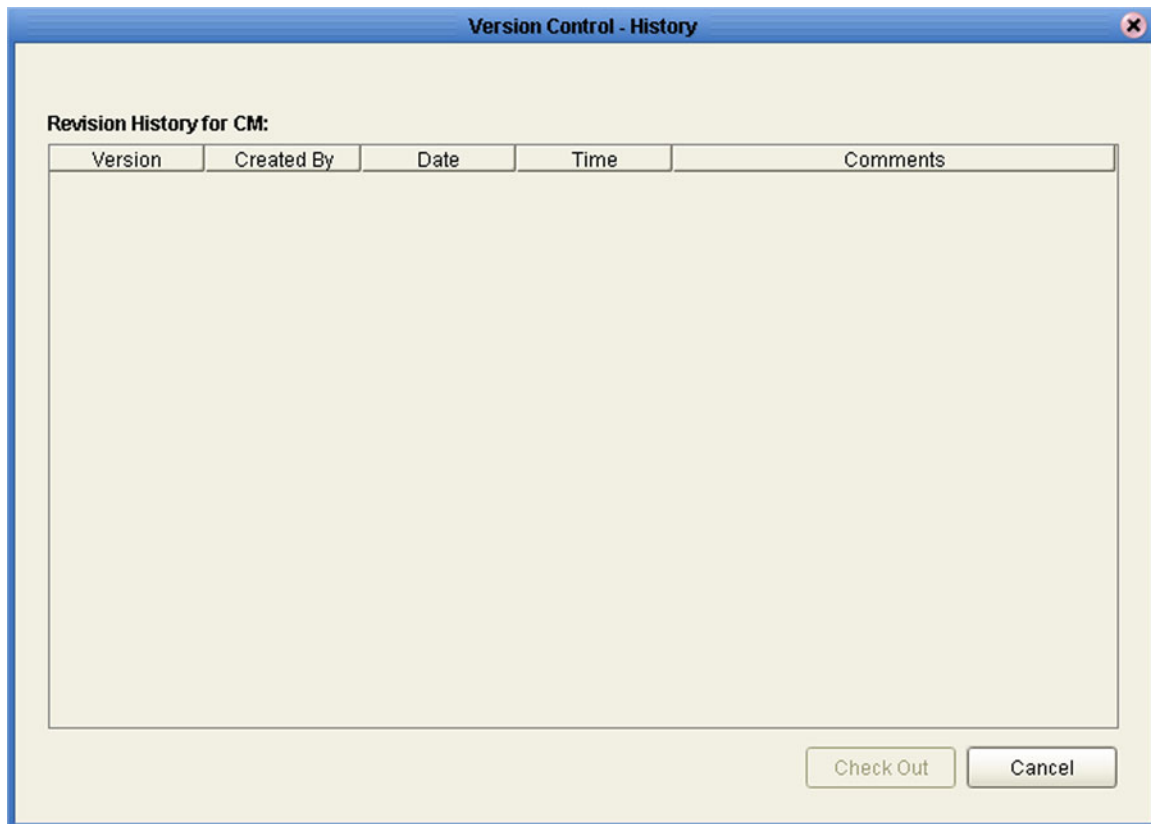 Version Control - History
Revision History for CM:
Version Created By Date Time Comments
Check Out Cancel